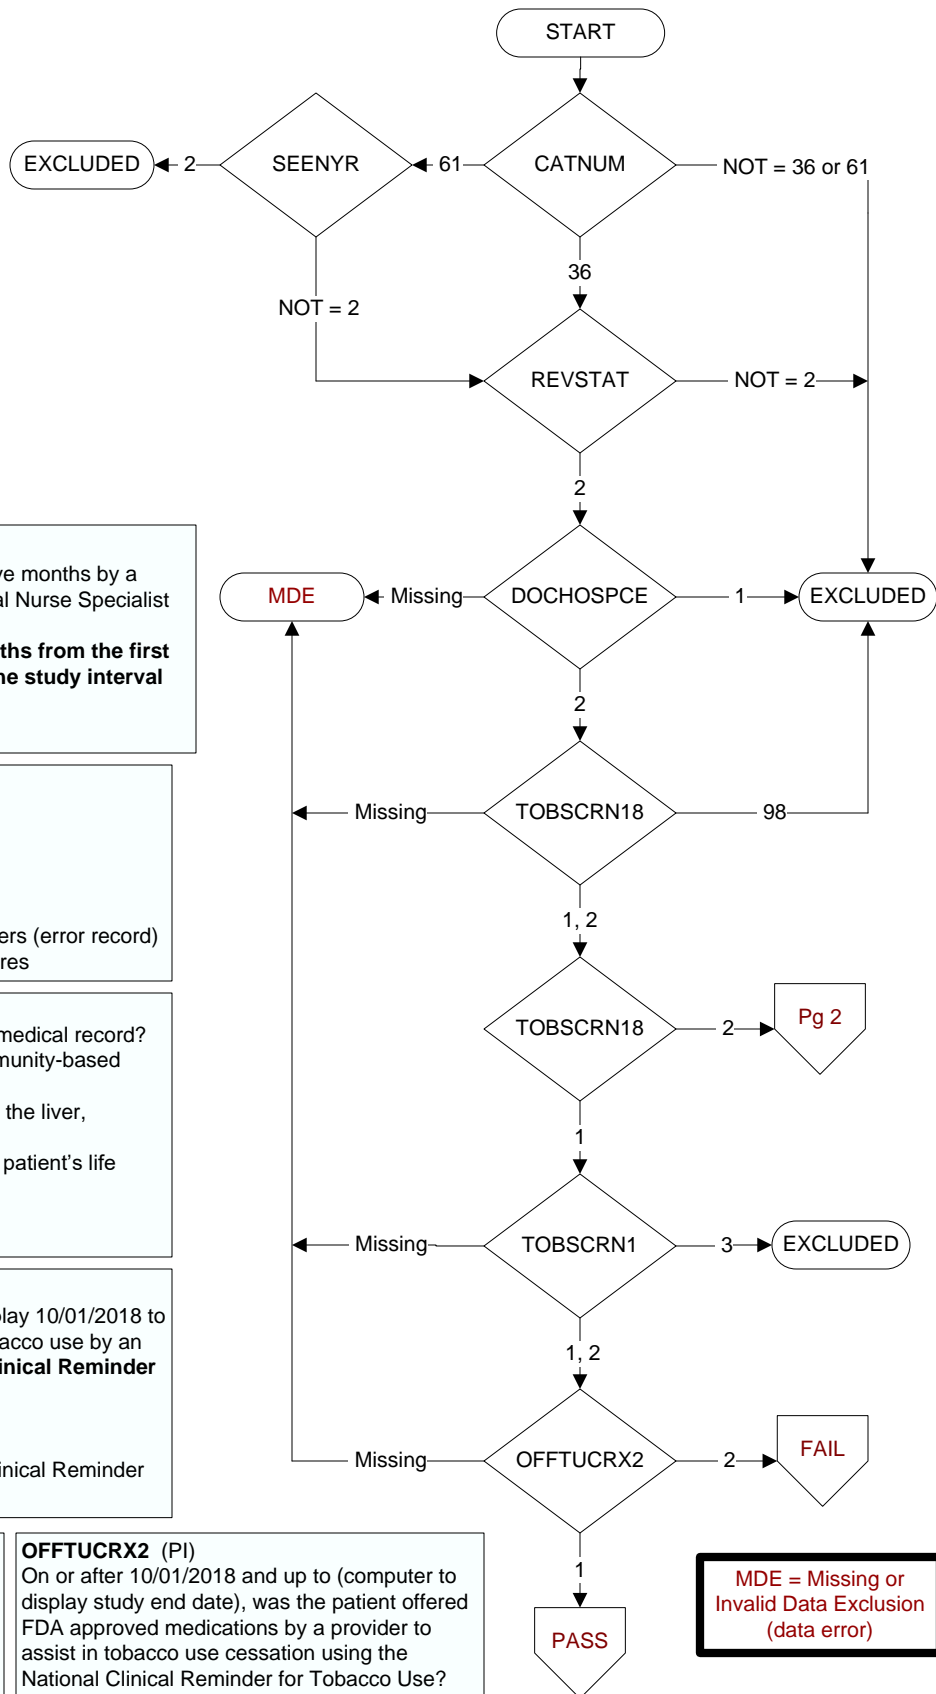 START
EXCLUDED
2
SEENYR
61
CATNUM
NOT = 36 or 61
36
NOT = 2
REVSTAT
NOT = 2
2
MDE
Missing
DOCHOSPCE
1
EXCLUDED
2
Missing
TOBSCRN18
98
1, 2
TOBSCRN18
2
Pg 2
1
Missing
TOBSCRN1
3
EXCLUDED
1, 2
Missing
OFFTUCRX2
2
FAIL
1
PASS
ve months by a
al Nurse Specialist
ths from the first
he study interval
ers (error record)
res
medical record?
munity-based
the liver,
patient's life
lay 10/01/2018 to
acco use by an
inical Reminder
inical Reminder
OFFTUCRX2 (PI)
On or after 10/01/2018 and up to (computer to
display study end date), was the patient offered
FDA approved medications by a provider to
assist in tobacco use cessation using the
National Clinical Reminder for Tobacco Use?
MDE = Missing or
Invalid Data Exclusion
(data error)